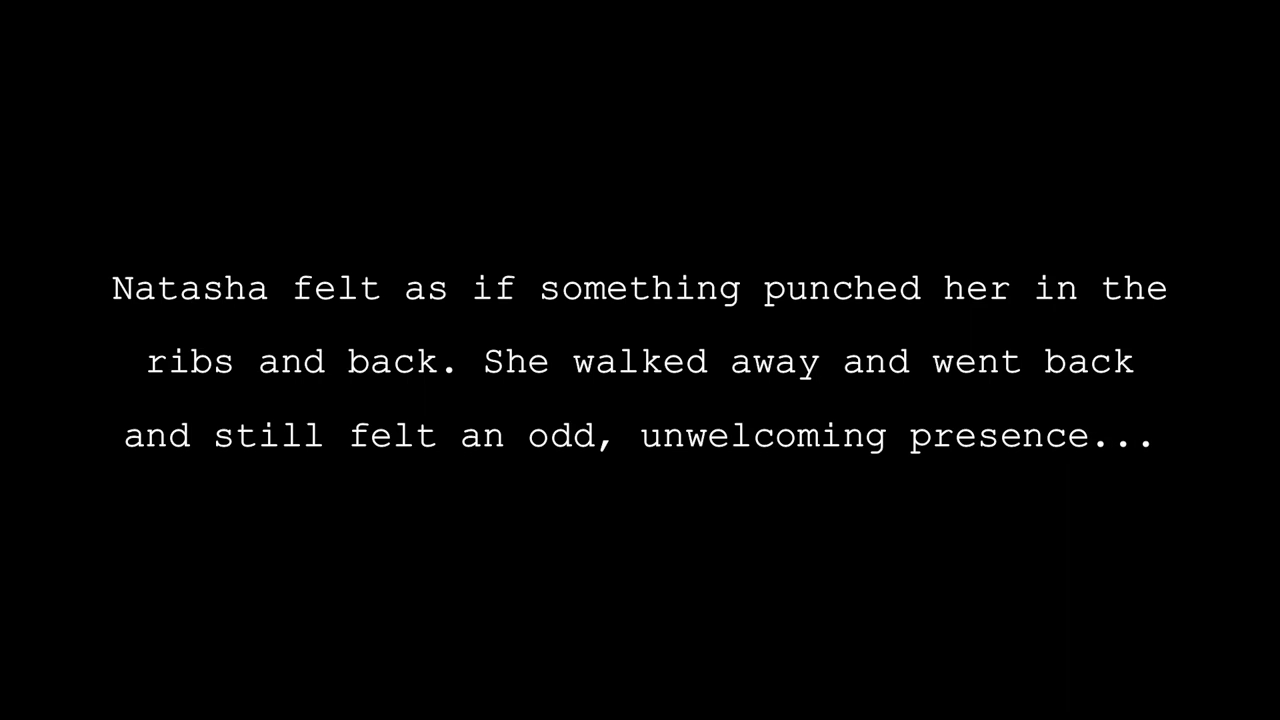 Natasha felt as if something punched her in the
ribs and back. She walked away and went back
and still felt an odd, unwelcoming presence...